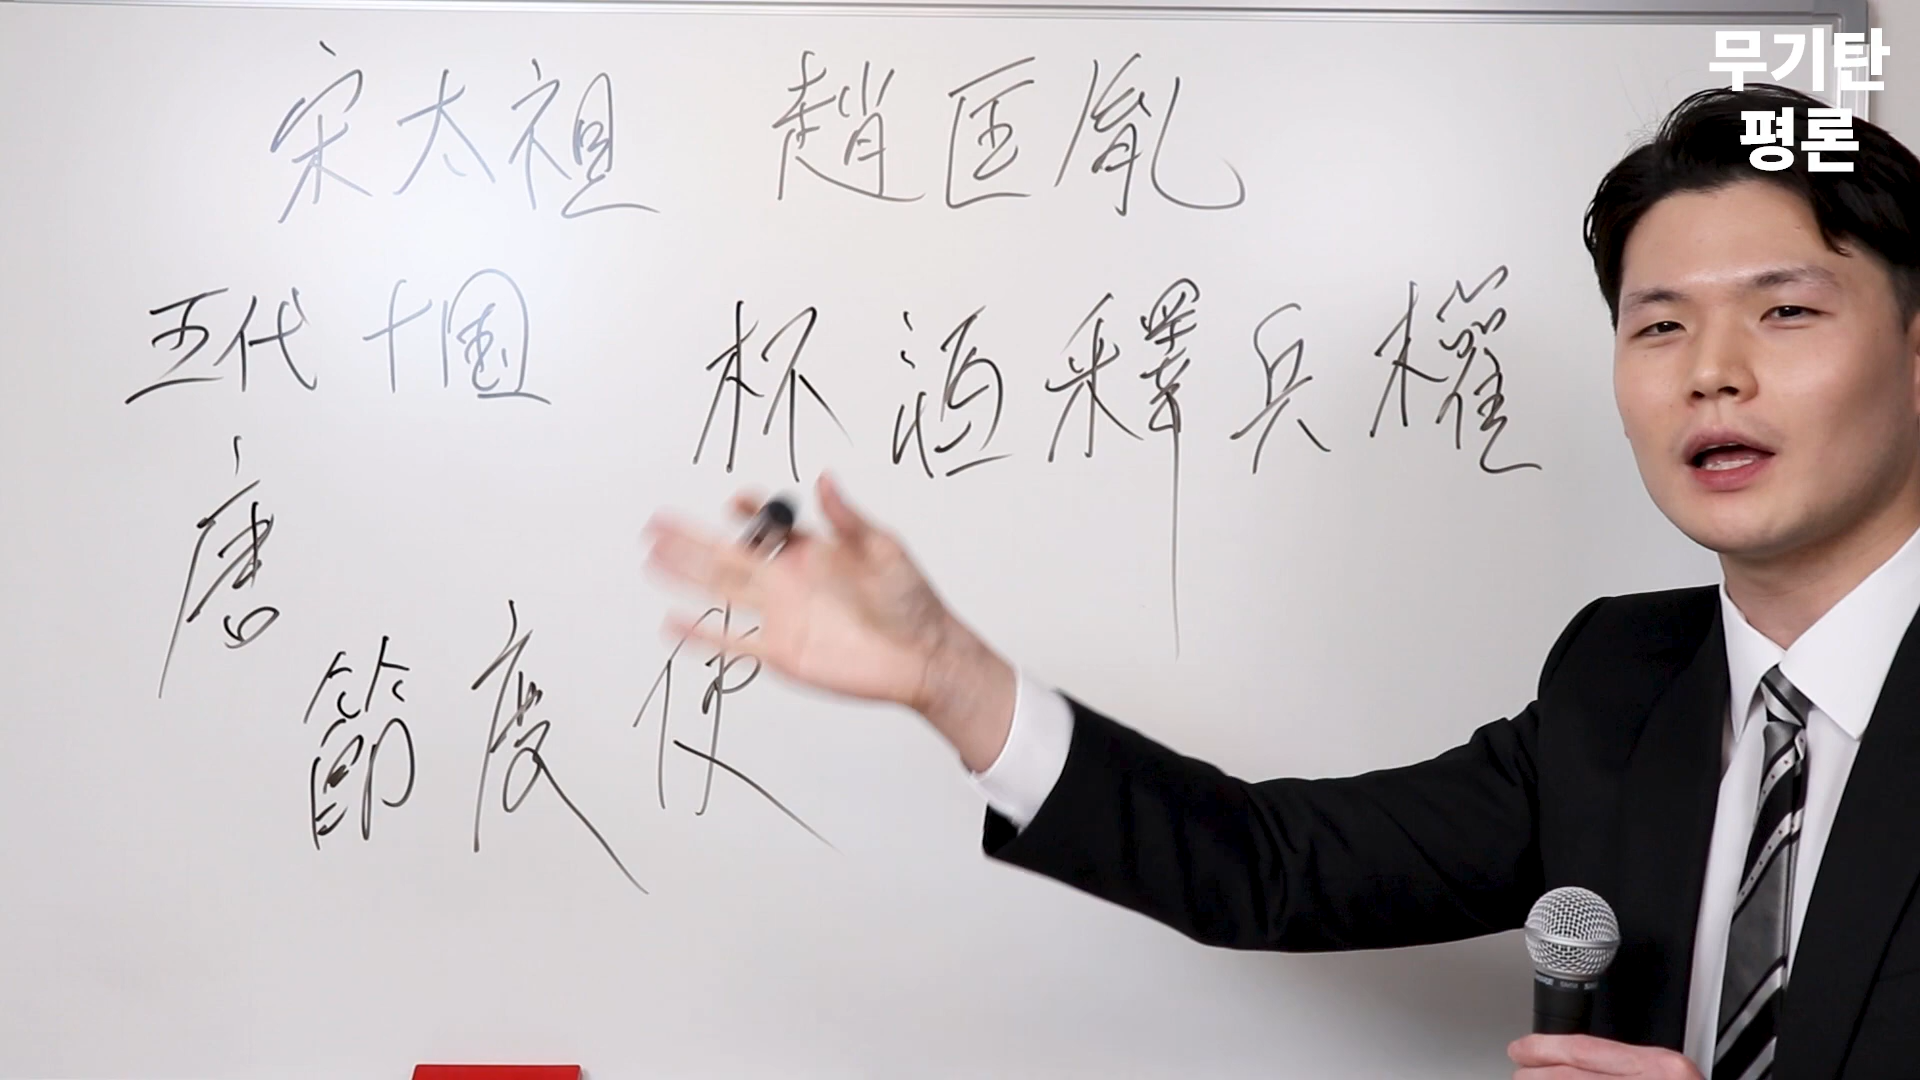 무기탄
평론
宋太祖 趙匡胤
五代十国
杯酒釋兵權
唐
節度使